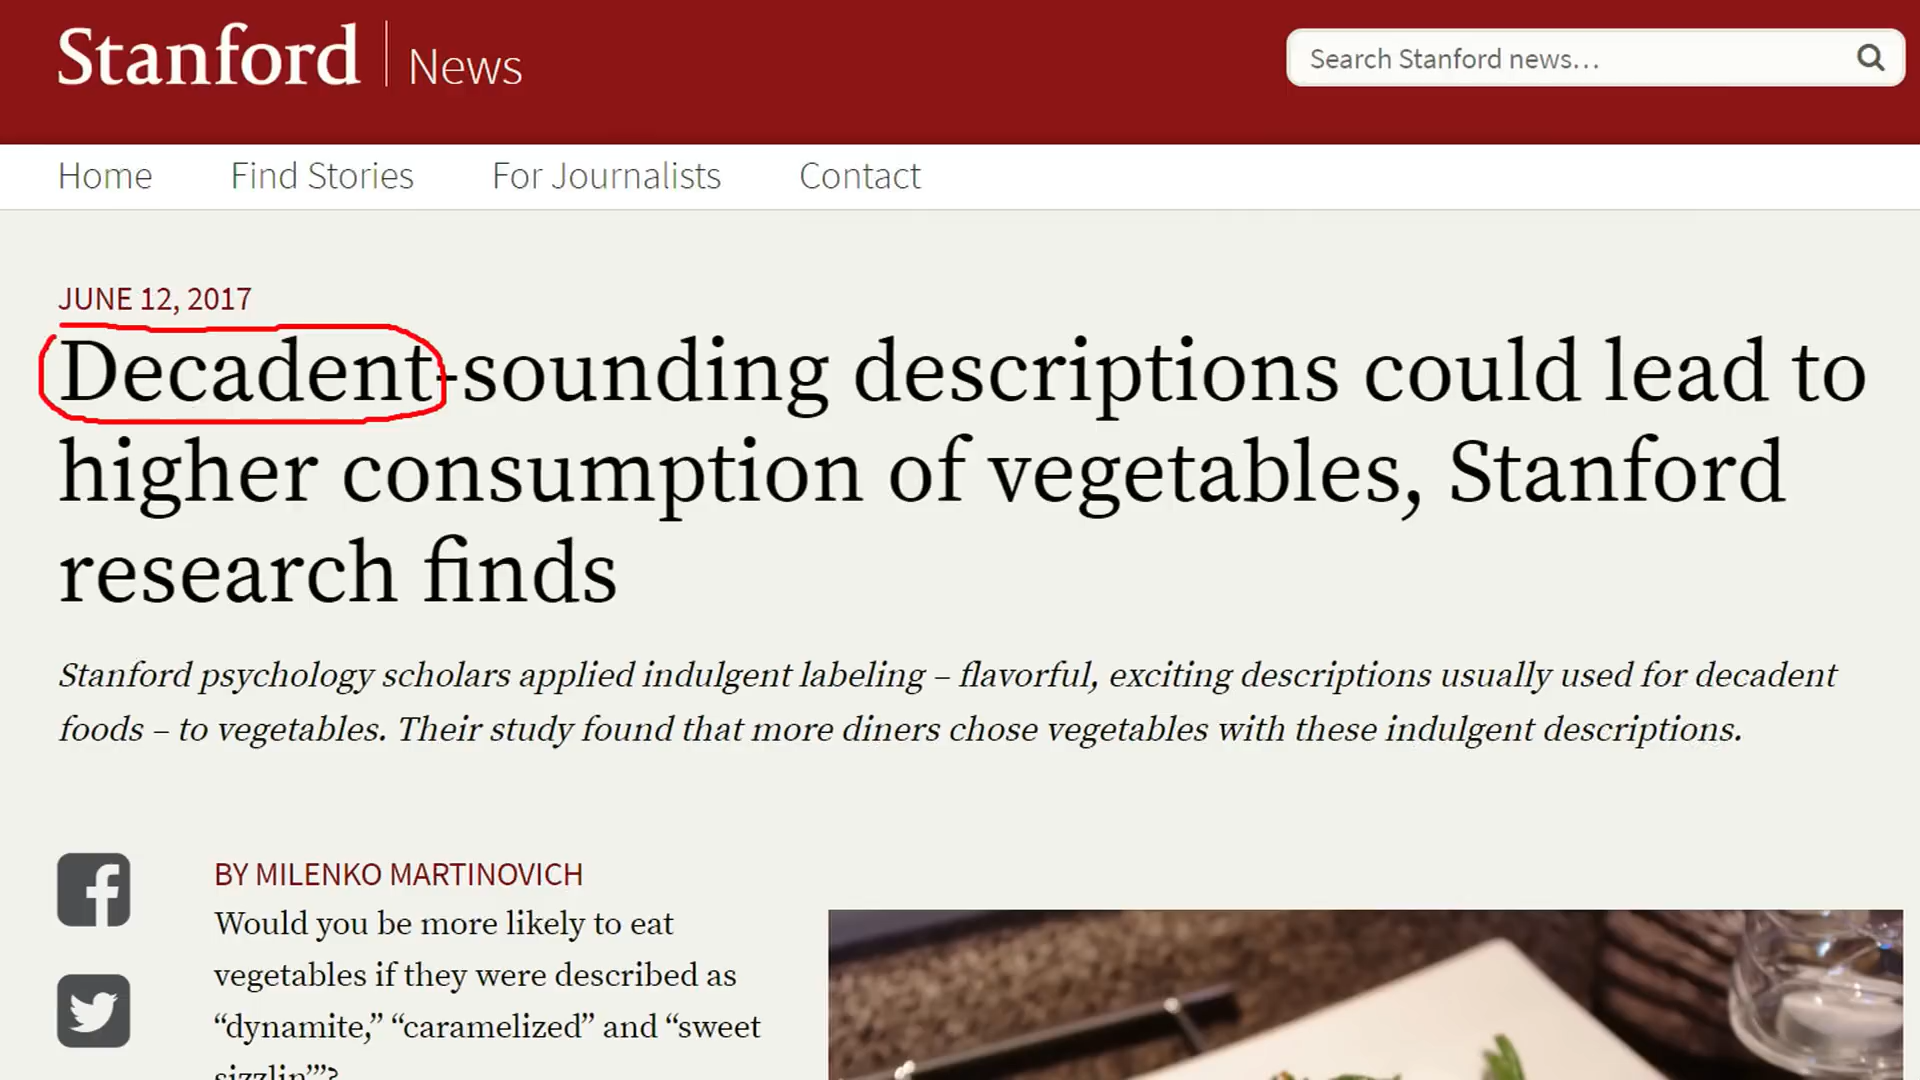 Stanford News
Search Stanford news...
Home Find Stories For Journalists Contact
JUNE 12, 2017
Decadent-sounding descriptions could lead to
higher consumption of vegetables, Stanford
research finds
Stanford psychology scholars applied indulgent labeling – flavorful, exciting descriptions usually used for decadent
foods – to vegetables. Their study found that more diners chose vegetables with these indulgent descriptions.
BY MILENKO MARTINOVICH
Would you be more likely to eat
vegetables if they were described as
“dynamite,” “caramelized” and “sweet
sizzlin’”?